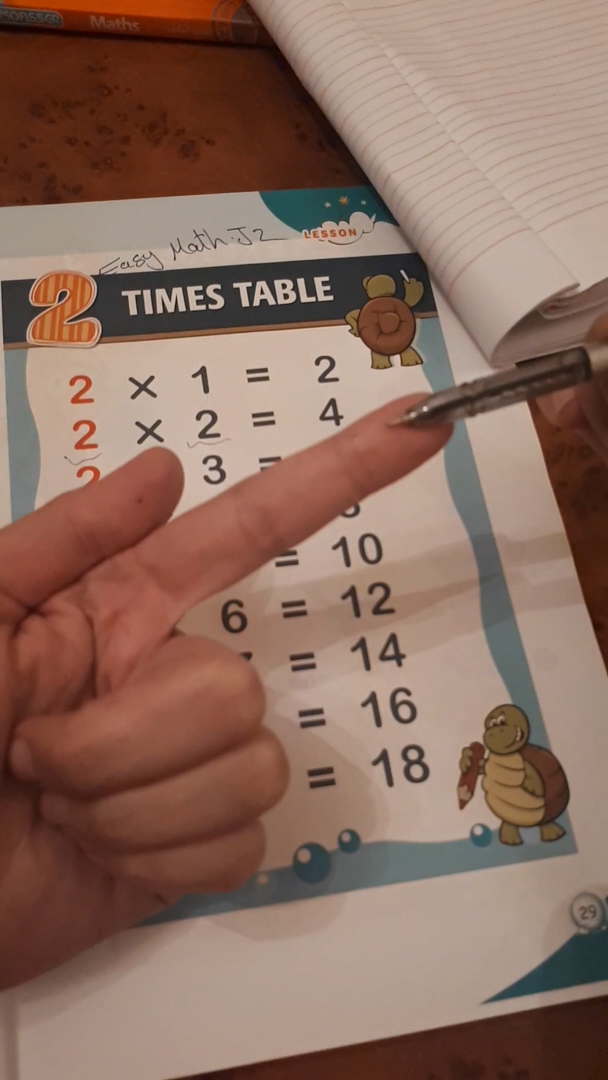 Maths
Easy Math J2
LESSON
2 TIMES TABLE
2 × 1 = 2
2 × 2 = 4
2 3 =
= 10
6 = 12
= 14
= 16
= 18
29